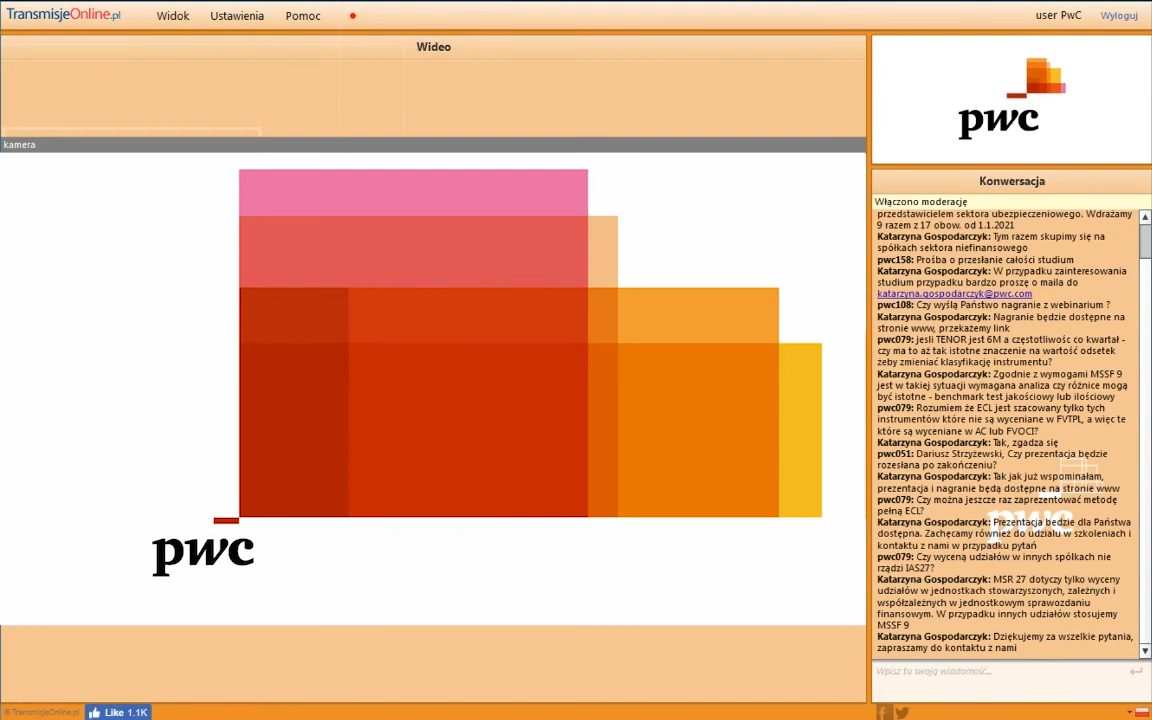 TransmisjeOnline.pl
Widok Ustawienia Pomoc
user PwC Wyloguj
Wideo
kamera
pwc
pwc
Konwersacja
Włączono moderację
przedstawicielem sektora ubezpieczeniowego. Wdrażamy
9 razem z 17 obow. od 1.1.2021
Katarzyna Gospodarczyk: Tym razem skupimy się na
spółkach sektora niefinansowego
pwc158: Prośba o przesłanie całości studium
Katarzyna Gospodarczyk: W przypadku zainteresowania
studium przypadku bardzo proszę o maila do
katarzyna.gospodarczyk@pwc.com
pwc108: Czy wyślą Państwo nagranie z webinarium ?
Katarzyna Gospodarczyk: Nagranie będzie dostępne na
stronie www, przekażemy link
pwc079: jesli TENOR jest 6M a częstotliwośc co kwartał -
czy ma to aż tak istotne znaczenie na wartość odsetek
żeby zmieniać klasyfikację instrumentu?
Katarzyna Gospodarczyk: Zgodnie z wymogami MSSF 9
jest w takiej sytuacji wymagana analiza czy różnice mogą
być istotne - benchmark test jakościowy lub ilościowy
pwc079: Rozumiem że ECL jest szacowany tylko tych
instrumentów które nie są wyceniane w FVTPL, a więc te
które są wyceniane w AC lub FVOCI?
Katarzyna Gospodarczyk: Tak, zgadza się
pwc051: Dariusz Strzyżewski, Czy prezentacja będzie
rozesłana po zakończeniu?
Katarzyna Gospodarczyk: Tak jak już wspominałam,
prezentacja i nagranie będą dostępne na stronie www
pwc079: Czy można jeszcze raz zaprezentować metodę
pełną ECL?
Katarzyna Gospodarczyk: Prezentacja bedzie dla Państwa
dostępna. Zachęcamy również do udziału w szkoleniach i
kontaktu z nami w przypadku pytań
pwc079: Czy wyceną udziałów w innych spółkach nie
rządzi IAS27?
Katarzyna Gospodarczyk: MSR 27 dotyczy tylko wyceny
udziałów w jednostkach stowarzyszonych, zależnych i
współzależnych w jednostkowym sprawozdaniu
finansowym. W przypadku innych udziałów stosujemy
MSSF 9
Katarzyna Gospodarczyk: Dziękujemy za wszelkie pytania,
zapraszamy do kontaktu z nami
pwc
Wpisz tu swoją wiadomość...
© TransmisjeOnline.pl Like 1.1K